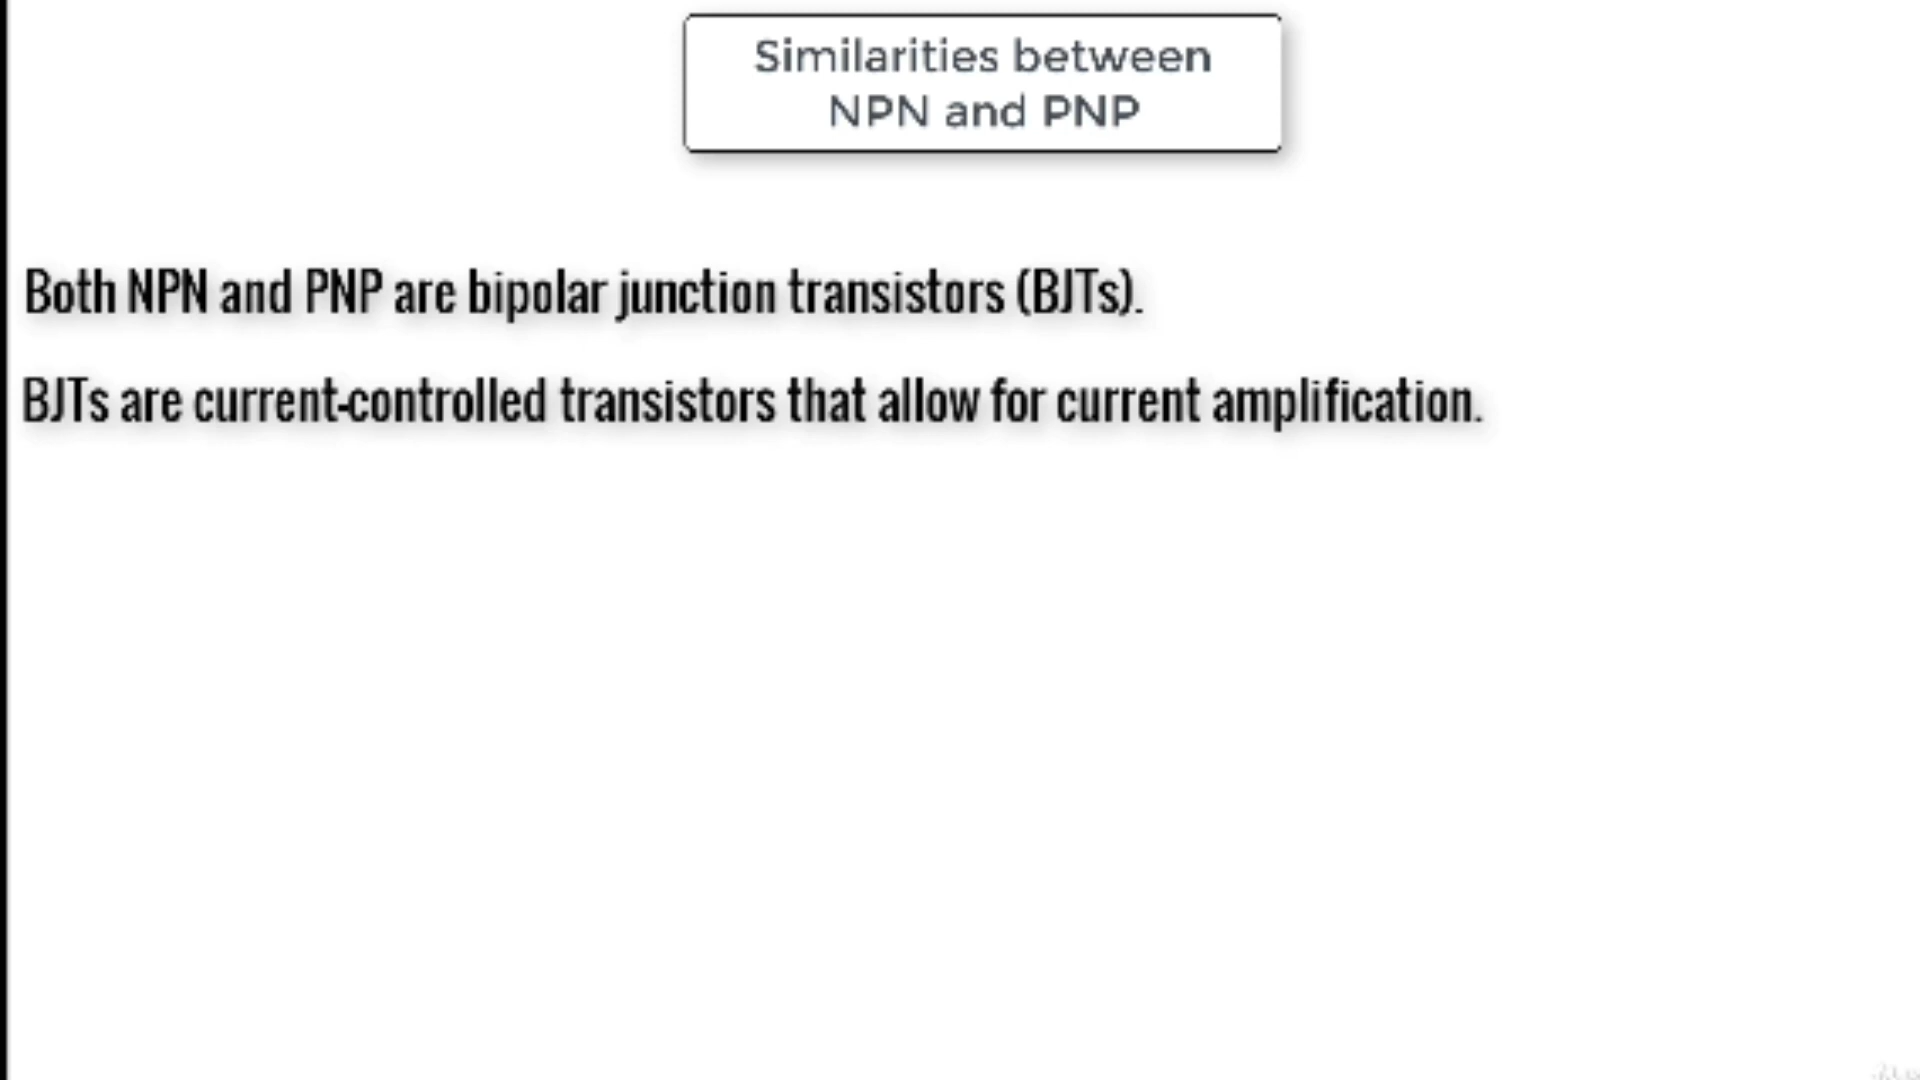 Similarities between
NPN and PNP
Both NPN and PNP are bipolar junction transistors (BJTs).
BJTs are current-controlled transistors that allow for current amplification.